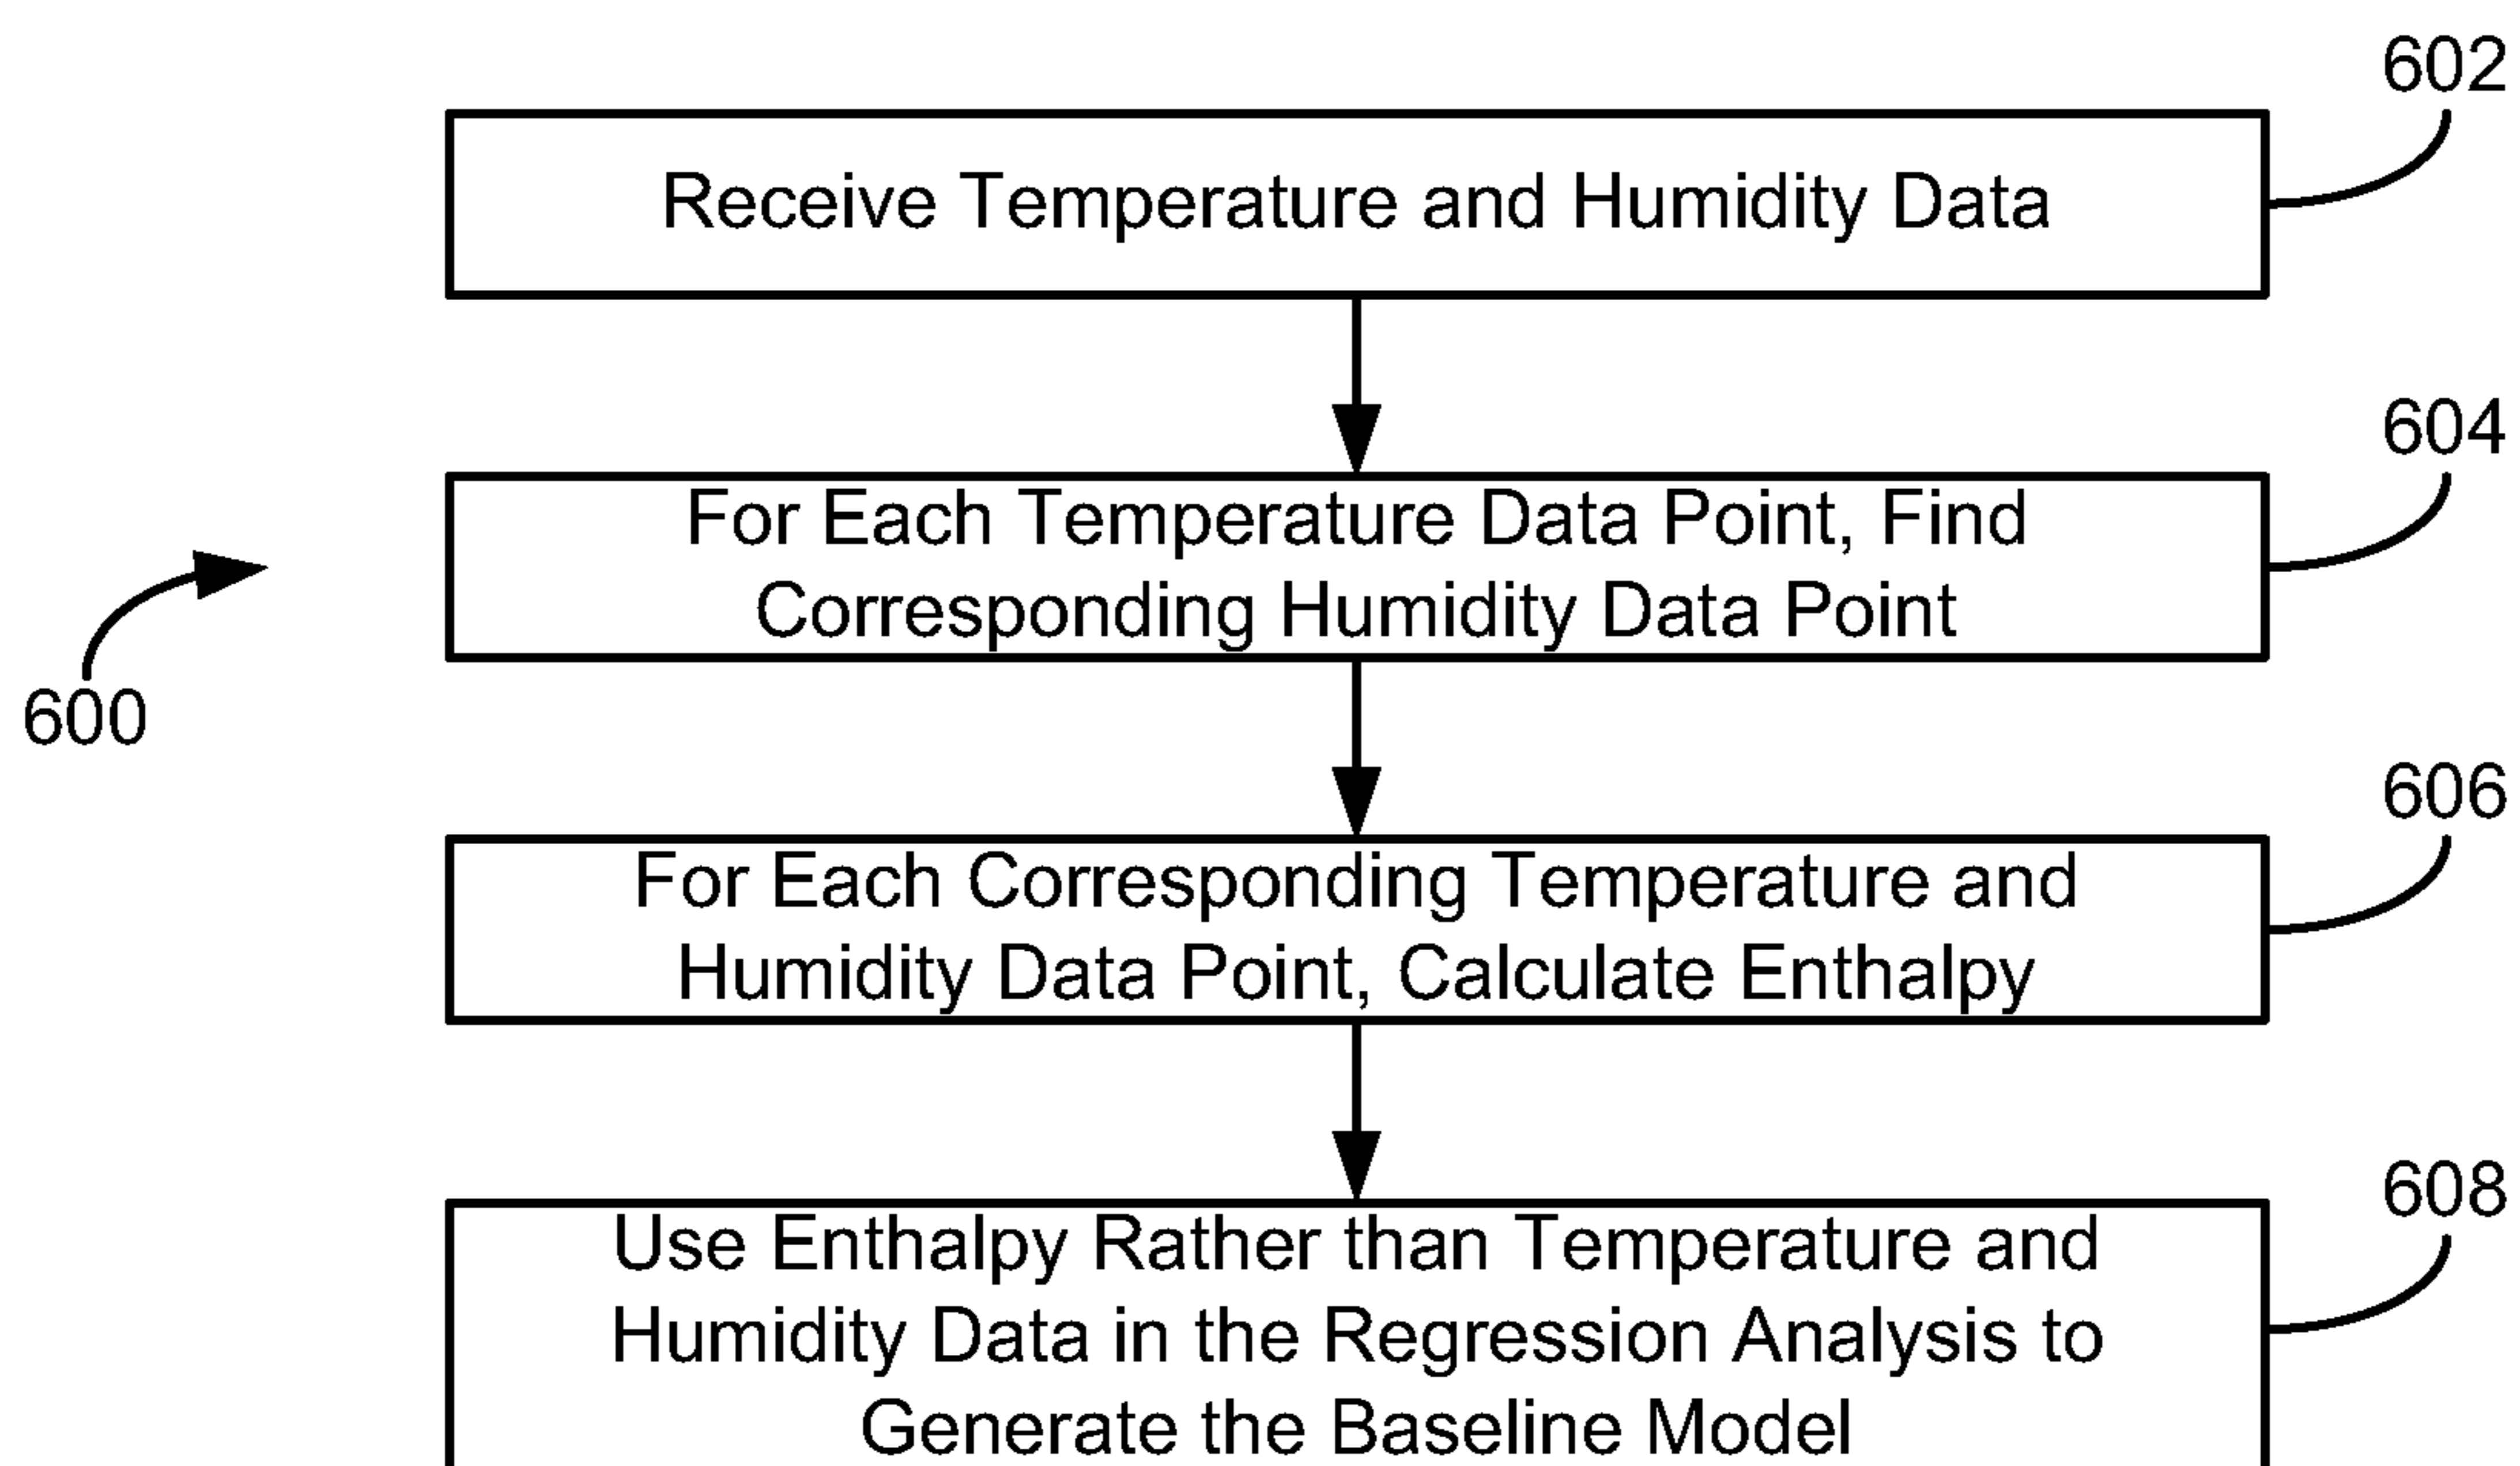 602
Receive Temperature and Humidity Data
604
For Each Temperature Data Point, Find
Corresponding Humidity Data Point
600
606
For Each Corresponding Temperature and
Humidity Data Point, Calculate Enthalpy
608
Use Enthalpy Rather than Temperature and
Humidity Data in the Regression Analysis to
Generate the Baseline Model